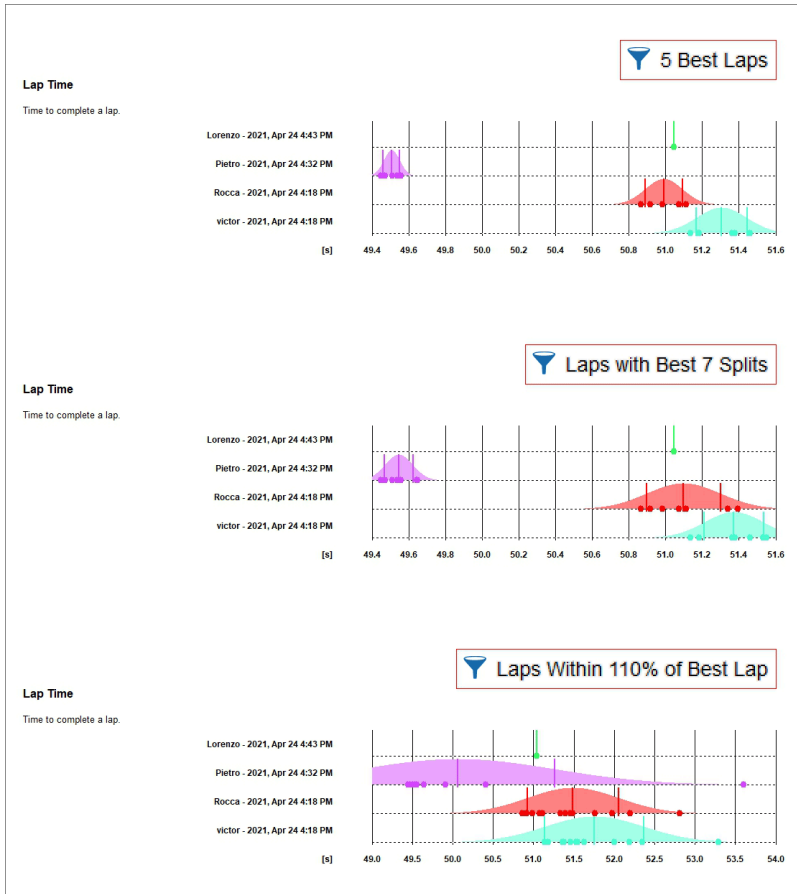 5 Best Laps
Lap Time
Time to complete a lap.
Lorenzo - 2021, Apr 24 4:43 PM
Pietro - 2021, Apr 24 4:32 PM
Rocca - 2021, Apr 24 4:18 PM
victor - 2021, Apr 24 4:18 PM
[s] 49.4 49.6 49.8 50.0 50.2 50.4 50.6 50.8 51.0 51.2 51.4 51.6
Laps with Best 7 Splits
Lap Time
Time to complete a lap.
Lorenzo - 2021, Apr 24 4:43 PM
Pietro - 2021, Apr 24 4:32 PM
Rocca - 2021, Apr 24 4:18 PM
victor - 2021, Apr 24 4:18 PM
[s] 49.4 49.6 49.8 50.0 50.2 50.4 50.6 50.8 51.0 51.2 51.4 51.6
Laps Within 110% of Best Lap
Lap Time
Time to complete a lap.
Lorenzo - 2021, Apr 24 4:43 PM
Pietro - 2021, Apr 24 4:32 PM
Rocca - 2021, Apr 24 4:18 PM
victor - 2021, Apr 24 4:18 PM
[s] 49.0 49.5 50.0 50.5 51.0 51.5 52.0 52.5 53.0 53.5 54.0